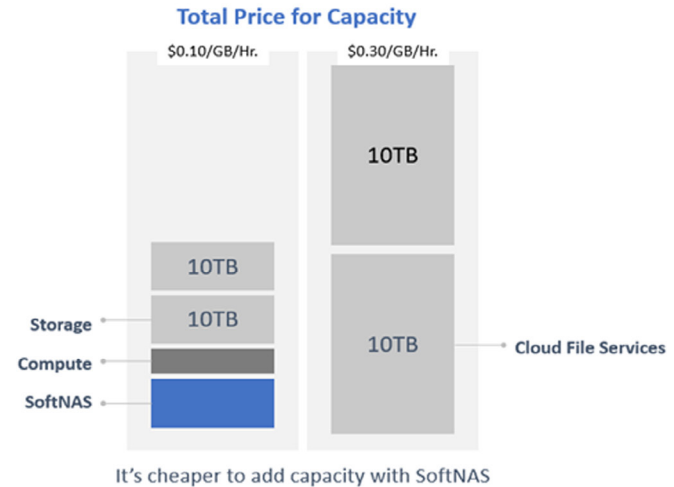 Total Price for Capacity
$0.10/GB/Hr.
$0.30/GB/Hr.
10TB
10TB
10TB
10TB
Storage
Compute
SoftNAS
Cloud File Services
It's cheaper to add capacity with SoftNAS